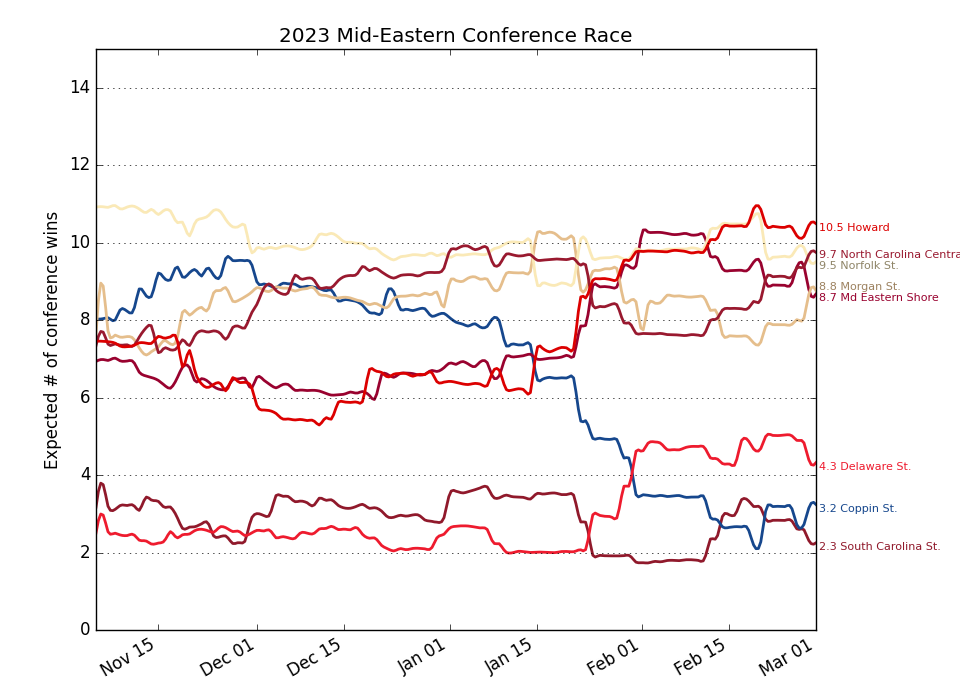 2023 Mid-Eastern Conference Race
Expected # of conference wins
14
12
10
8
6
4
2
0
Nov 15
Dec 01
Dec 15
Jan 01
Jan 15
Feb 01
Feb 15
Mar 01
10.5 Howard
9.7 North Carolina Centra
9.5 Norfolk St.
8.8 Morgan St.
8.7 Md Eastern Shore
4.3 Delaware St.
3.2 Coppin St.
2.3 South Carolina St.